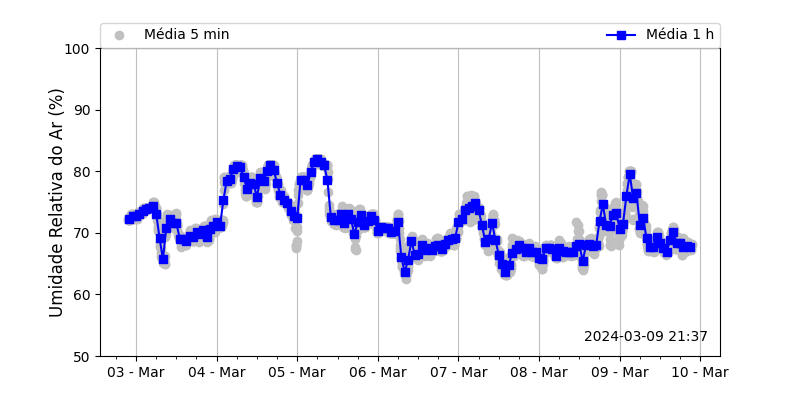 Média 5 min
Média 1 h
100
90
80
70
60
50
Umidade Relativa do Ar (%)
2024-03-09 21:37
03 - Mar
04 - Mar
05 - Mar
06 - Mar
07 - Mar
08 - Mar
09 - Mar
10 - Mar